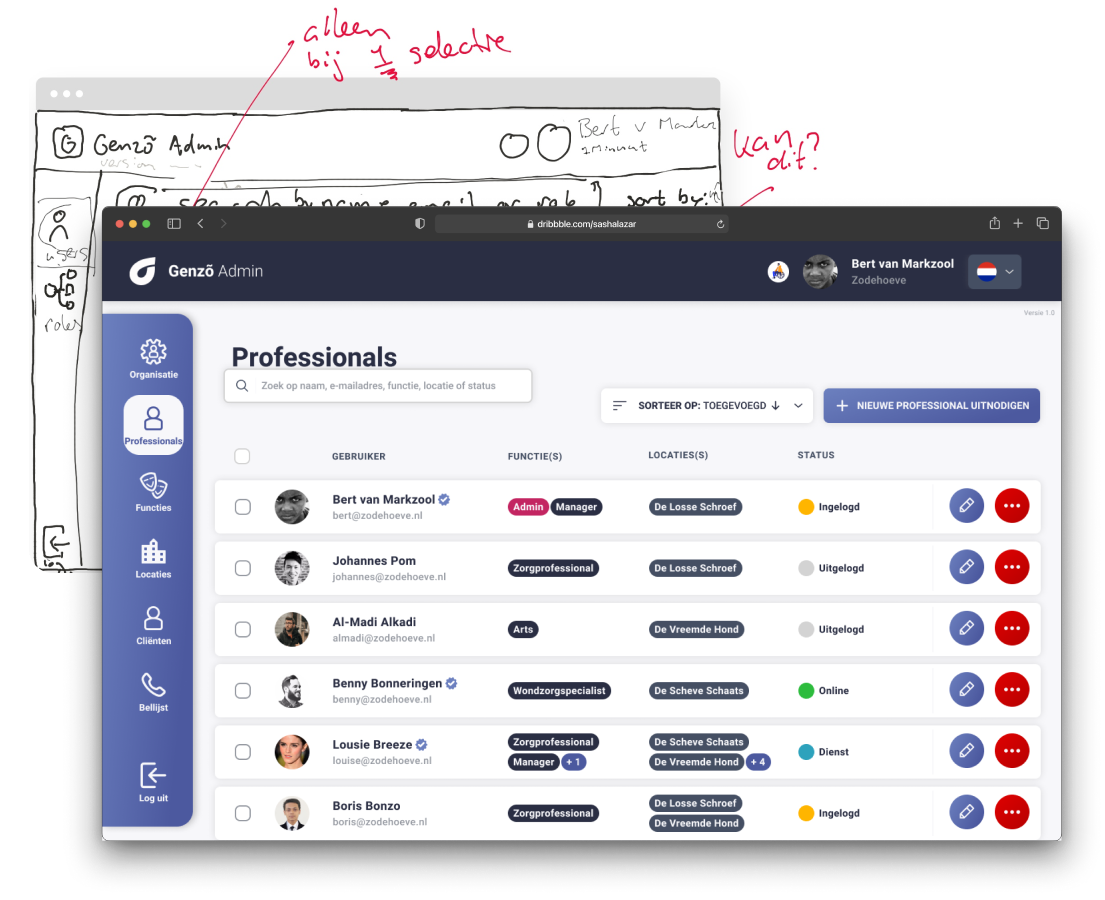 alleen
bij 1 selectie
G Genzõ Admin
version
Bert v
1 minuut
kan
dit?
sort by:
users
roles
dribbble.com/sashalazar
Genzõ Admin
Bert van Markzool
Zodehoeve
Versie 1.0
Organisatie
Professionals
Functies
Locaties
Cliënten
Bellijst
Log uit
Professionals
Zoek op naam, e-mailadres, functie, locatie of status
SORTEER OP: TOEGEVOEGD ↓
+ NIEUWE PROFESSIONAL UITNODIGEN
GEBRUIKER FUNCTIE(S) LOCATIES(S) STATUS
Bert van Markzool
bert@zodehoeve.nl
Admin Manager
De Losse Schroef
Ingelogd
Johannes Pom
johannes@zodehoeve.nl
Zorgprofessional
De Losse Schroef
Uitgelogd
Al-Madi Alkadi
almadi@zodehoeve.nl
Arts
De Vreemde Hond
Uitgelogd
Benny Bonneringen
benny@zodehoeve.nl
Wondzorgspecialist
De Scheve Schaats
Online
Lousie Breeze
louise@zodehoeve.nl
Zorgprofessional
Manager + 1
De Scheve Schaats
De Vreemde Hond + 4
Dienst
Boris Bonzo
boris@zodehoeve.nl
Zorgprofessional
De Losse Schroef
De Vreemde Hond
Ingelogd